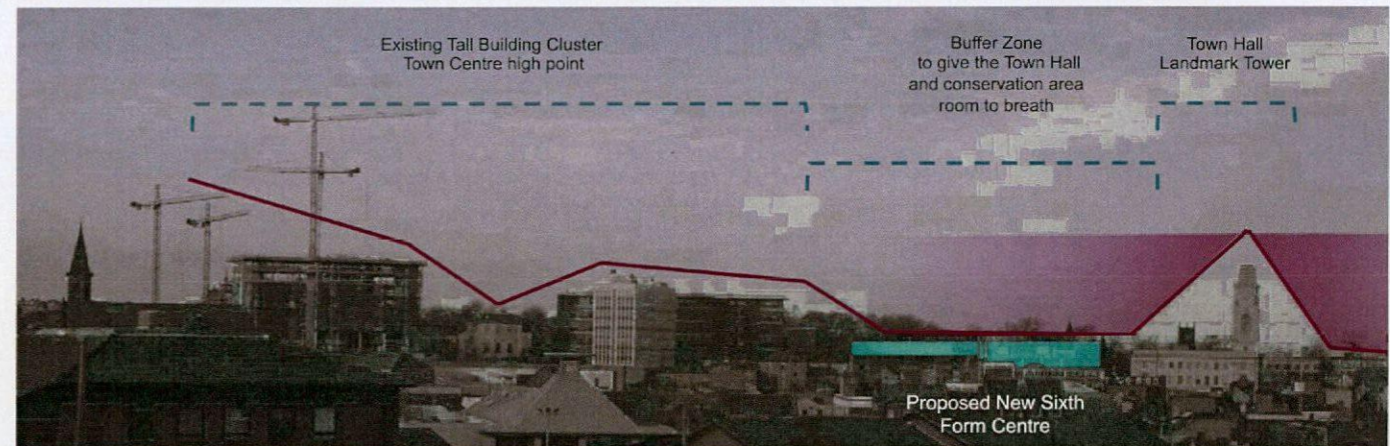 Existing Tall Building Cluster
Town Centre high point
Buffer Zone
to give the Town Hall
and conservation area
room to breath
Town Hall
Landmark Tower
Proposed New Sixth
Form Centre